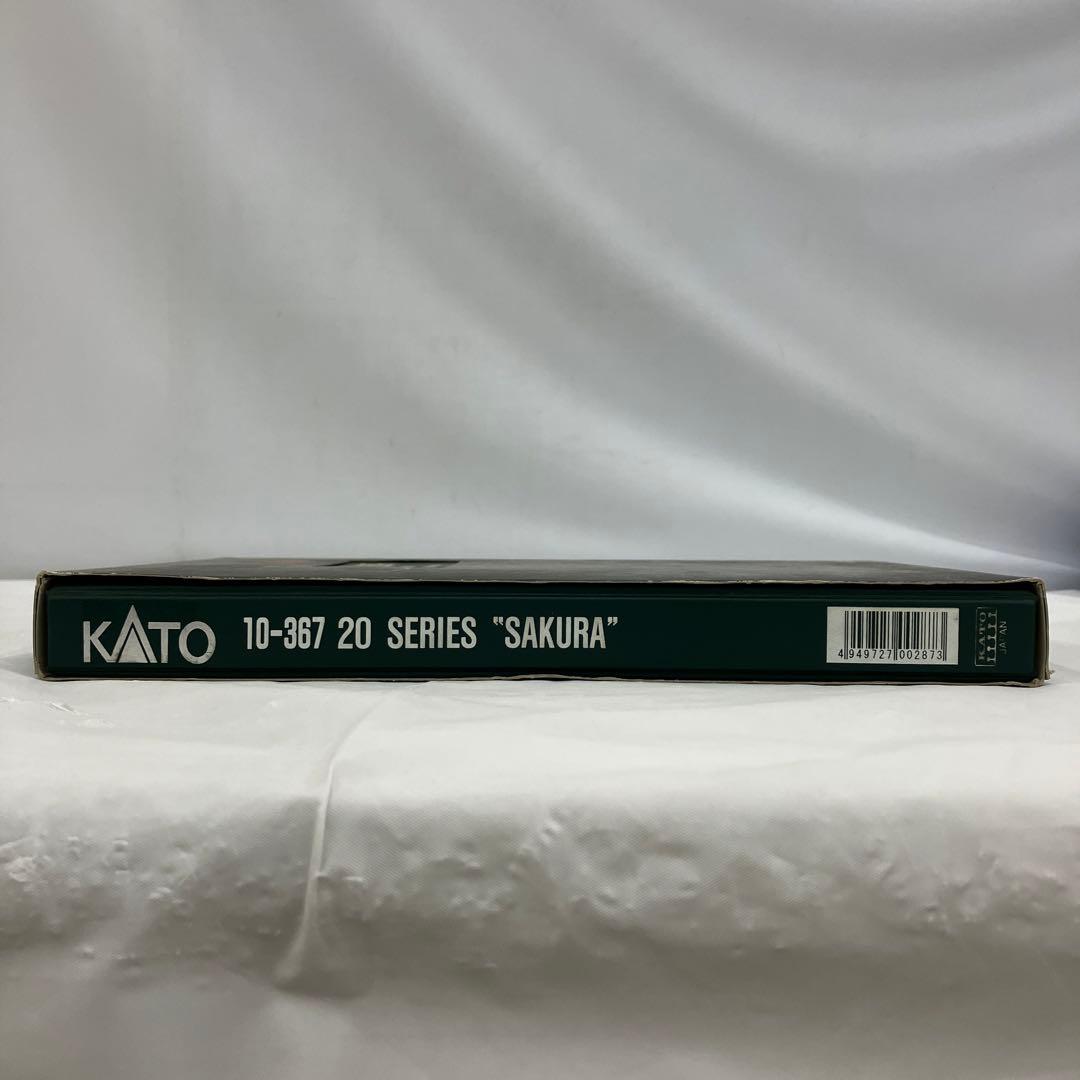 KATO 10-367 20 SERIES "SAKURA"
4 949727 002873
KATO
JAPAN